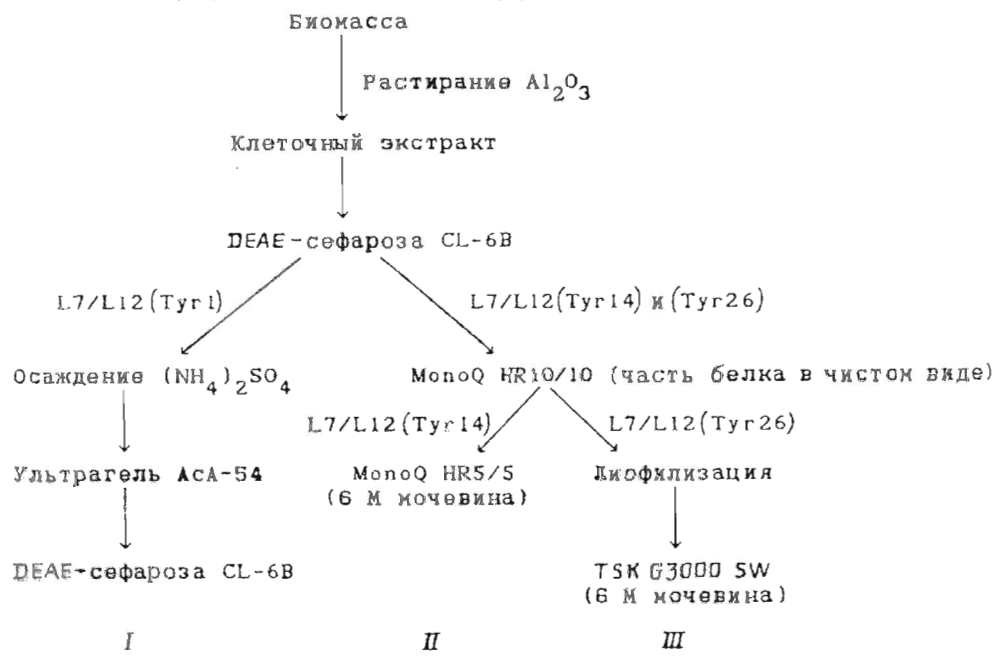 Биомасса
Растирание Al2O3
Клеточный экстракт
DEAE-сефароза CL-6B
L7/L12(Tyr1)
L7/L12(Tyr14) и (Tyr26)
Осаждение (NH4)2SO4
MonoQ HR10/10 (часть белка в чистом виде)
L7/L12(Tyr14)
L7/L12(Tyr26)
Ультрагель AcA-54
MonoQ HR5/5
(6 М мочевина)
Лиофилизация
DEAE-сефароза CL-6B
TSK G3000 SW
(6 М мочевина)
I II III